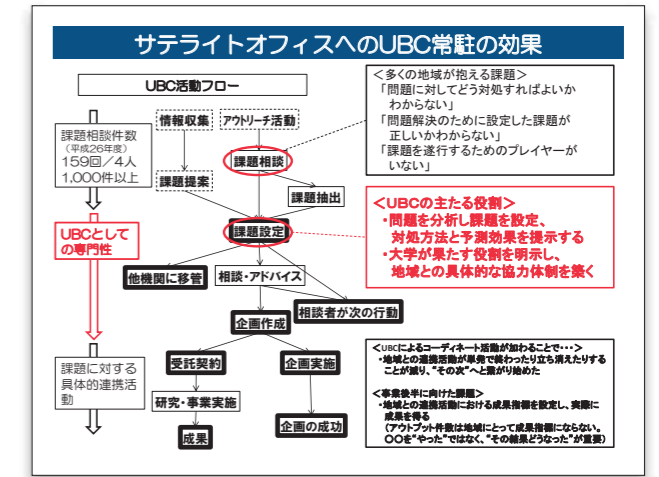 サテライトオフィスへのUBC常駐の効果
UBC活動フロー
課題相談件数
（平成26年度）
159回／4人
1,000件以上
UBCとして
の専門性
課題に対する
具体的連携活
動
情報収集
アウトリーチ活動
課題相談
課題提案
課題抽出
課題設定
他機関に移管
相談・アドバイス
相談者が次の行動
企画作成
受託契約
企画実施
研究・事業実施
成果
企画の成功
＜多くの地域が抱える課題＞
「問題に対してどう対処すればよいか
わからない」
「問題解決のために設定した課題が
正しいかわからない」
「課題を遂行するためのプレイヤーが
いない」
＜UBCの主たる役割＞
・問題を分析し課題を設定、
対処方法と予測効果を提示する
・大学が果たす役割を明示し、
地域との具体的な協力体制を築く
＜UBCによるコーディネート活動が加わることで・・・＞
・地域との連携活動が単発で終わったり立ち消えたりする
ことが減り、“その次”へと繋がり始めた
＜事業後半に向けた課題＞
・地域との連携活動における成果指標を設定し、実際に
成果を得る
（アウトプット件数は地域にとって成果指標にならない。
〇〇を“やった”ではなく、“その結果どうなった”が重要）